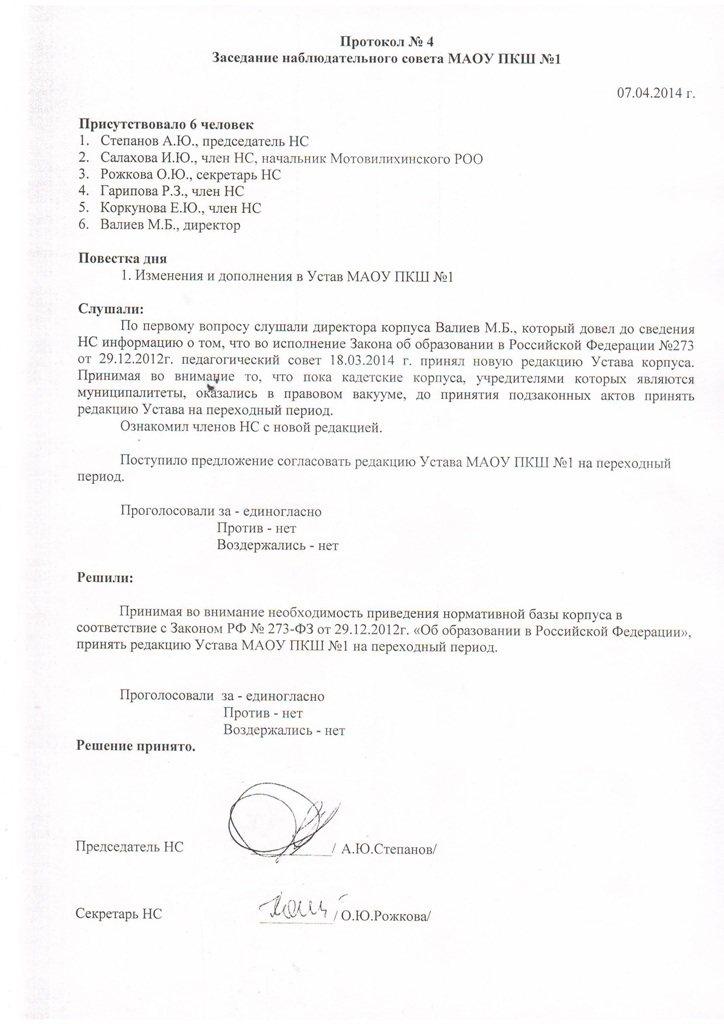 Протокол № 4
Заседание наблюдательного совета МАОУ ПКШ №1
07.04.2014 г.
Присутствовало 6 человек
1. Степанов А.Ю., председатель НС
2. Салахова И.Ю., член НС, начальник Мотовилихинского РОО
3. Рожкова О.Ю., секретарь НС
4. Гарипова Р.З., член НС
5. Коркунова Е.Ю., член НС
6. Валиев М.Б., директор
Повестка дня
1. Изменения и дополнения в Устав МАОУ ПКШ №1
Слушали:
По первому вопросу слушали директора корпуса Валиев М.Б., который довел до сведения
НС информацию о том, что во исполнение Закона об образовании в Российской Федерации №273
от 29.12.2012г. педагогический совет 18.03.2014 г. принял новую редакцию Устава корпуса.
Принимая во внимание то, что пока кадетские корпуса, учредителями которых являются
муниципалитеты, оказались в правовом вакууме, до принятия подзаконных актов принять
редакцию Устава на переходный период.
Ознакомил членов НС с новой редакцией.
Поступило предложение согласовать редакцию Устава МАОУ ПКШ №1 на переходный
период.
Проголосовали за - единогласно
Против - нет
Воздержались - нет
Решили:
Принимая во внимание необходимость приведения нормативной базы корпуса в
соответствие с Законом РФ № 273-ФЗ от 29.12.2012г. «Об образовании в Российской Федерации»,
принять редакцию Устава МАОУ ПКШ №1 на переходный период.
Проголосовали за - единогласно
Против - нет
Воздержались - нет
Решение принято.
Председатель НС ________/ А.Ю.Степанов/
Секретарь НС ________/ О.Ю.Рожкова/